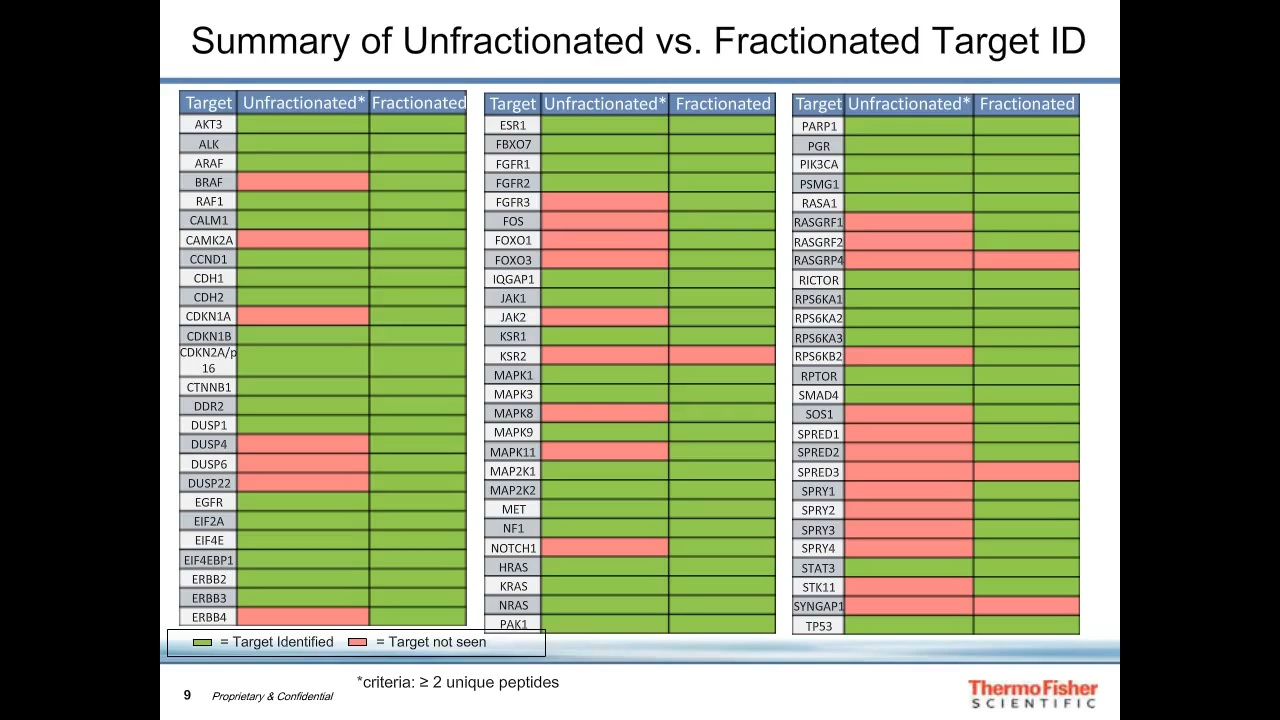 Summary of Unfractionated vs. Fractionated Target ID
Target Unfractionated* Fractionated
AKT3
ALK
ARAF
BRAF
RAF1
CALM1
CAMK2A
CCND1
CDH1
CDH2
CDKN1A
CDKN1B
CDKN2A/p
16
CTNNB1
DDR2
DUSP1
DUSP4
DUSP6
DUSP22
EGFR
EIF2A
EIF4E
EIF4EBP1
ERBB2
ERBB3
ERBB4
Target Unfractionated* Fractionated
ESR1
FBXO7
FGFR1
FGFR2
FGFR3
FOS
FOXO1
FOXO3
IQGAP1
JAK1
JAK2
KSR1
KSR2
MAPK1
MAPK3
MAPK8
MAPK9
MAPK11
MAP2K1
MAP2K2
MET
NF1
NOTCH1
HRAS
KRAS
NRAS
PAK1
Target Unfractionated* Fractionated
PARP1
PGR
PIK3CA
PSMG1
RASA1
RASGRF1
RASGRF2
RASGRP4
RICTOR
RPS6KA1
RPS6KA2
RPS6KA3
RPS6KB2
RPTOR
SMAD4
SOS1
SPRED1
SPRED2
SPRED3
SPRY1
SPRY2
SPRY3
SPRY4
STAT3
STK11
SYNGAP1
TP53
= Target Identified = Target not seen
*criteria: ≥ 2 unique peptides
9 Proprietary & Confidential
ThermoFisher
SCIENTIFIC